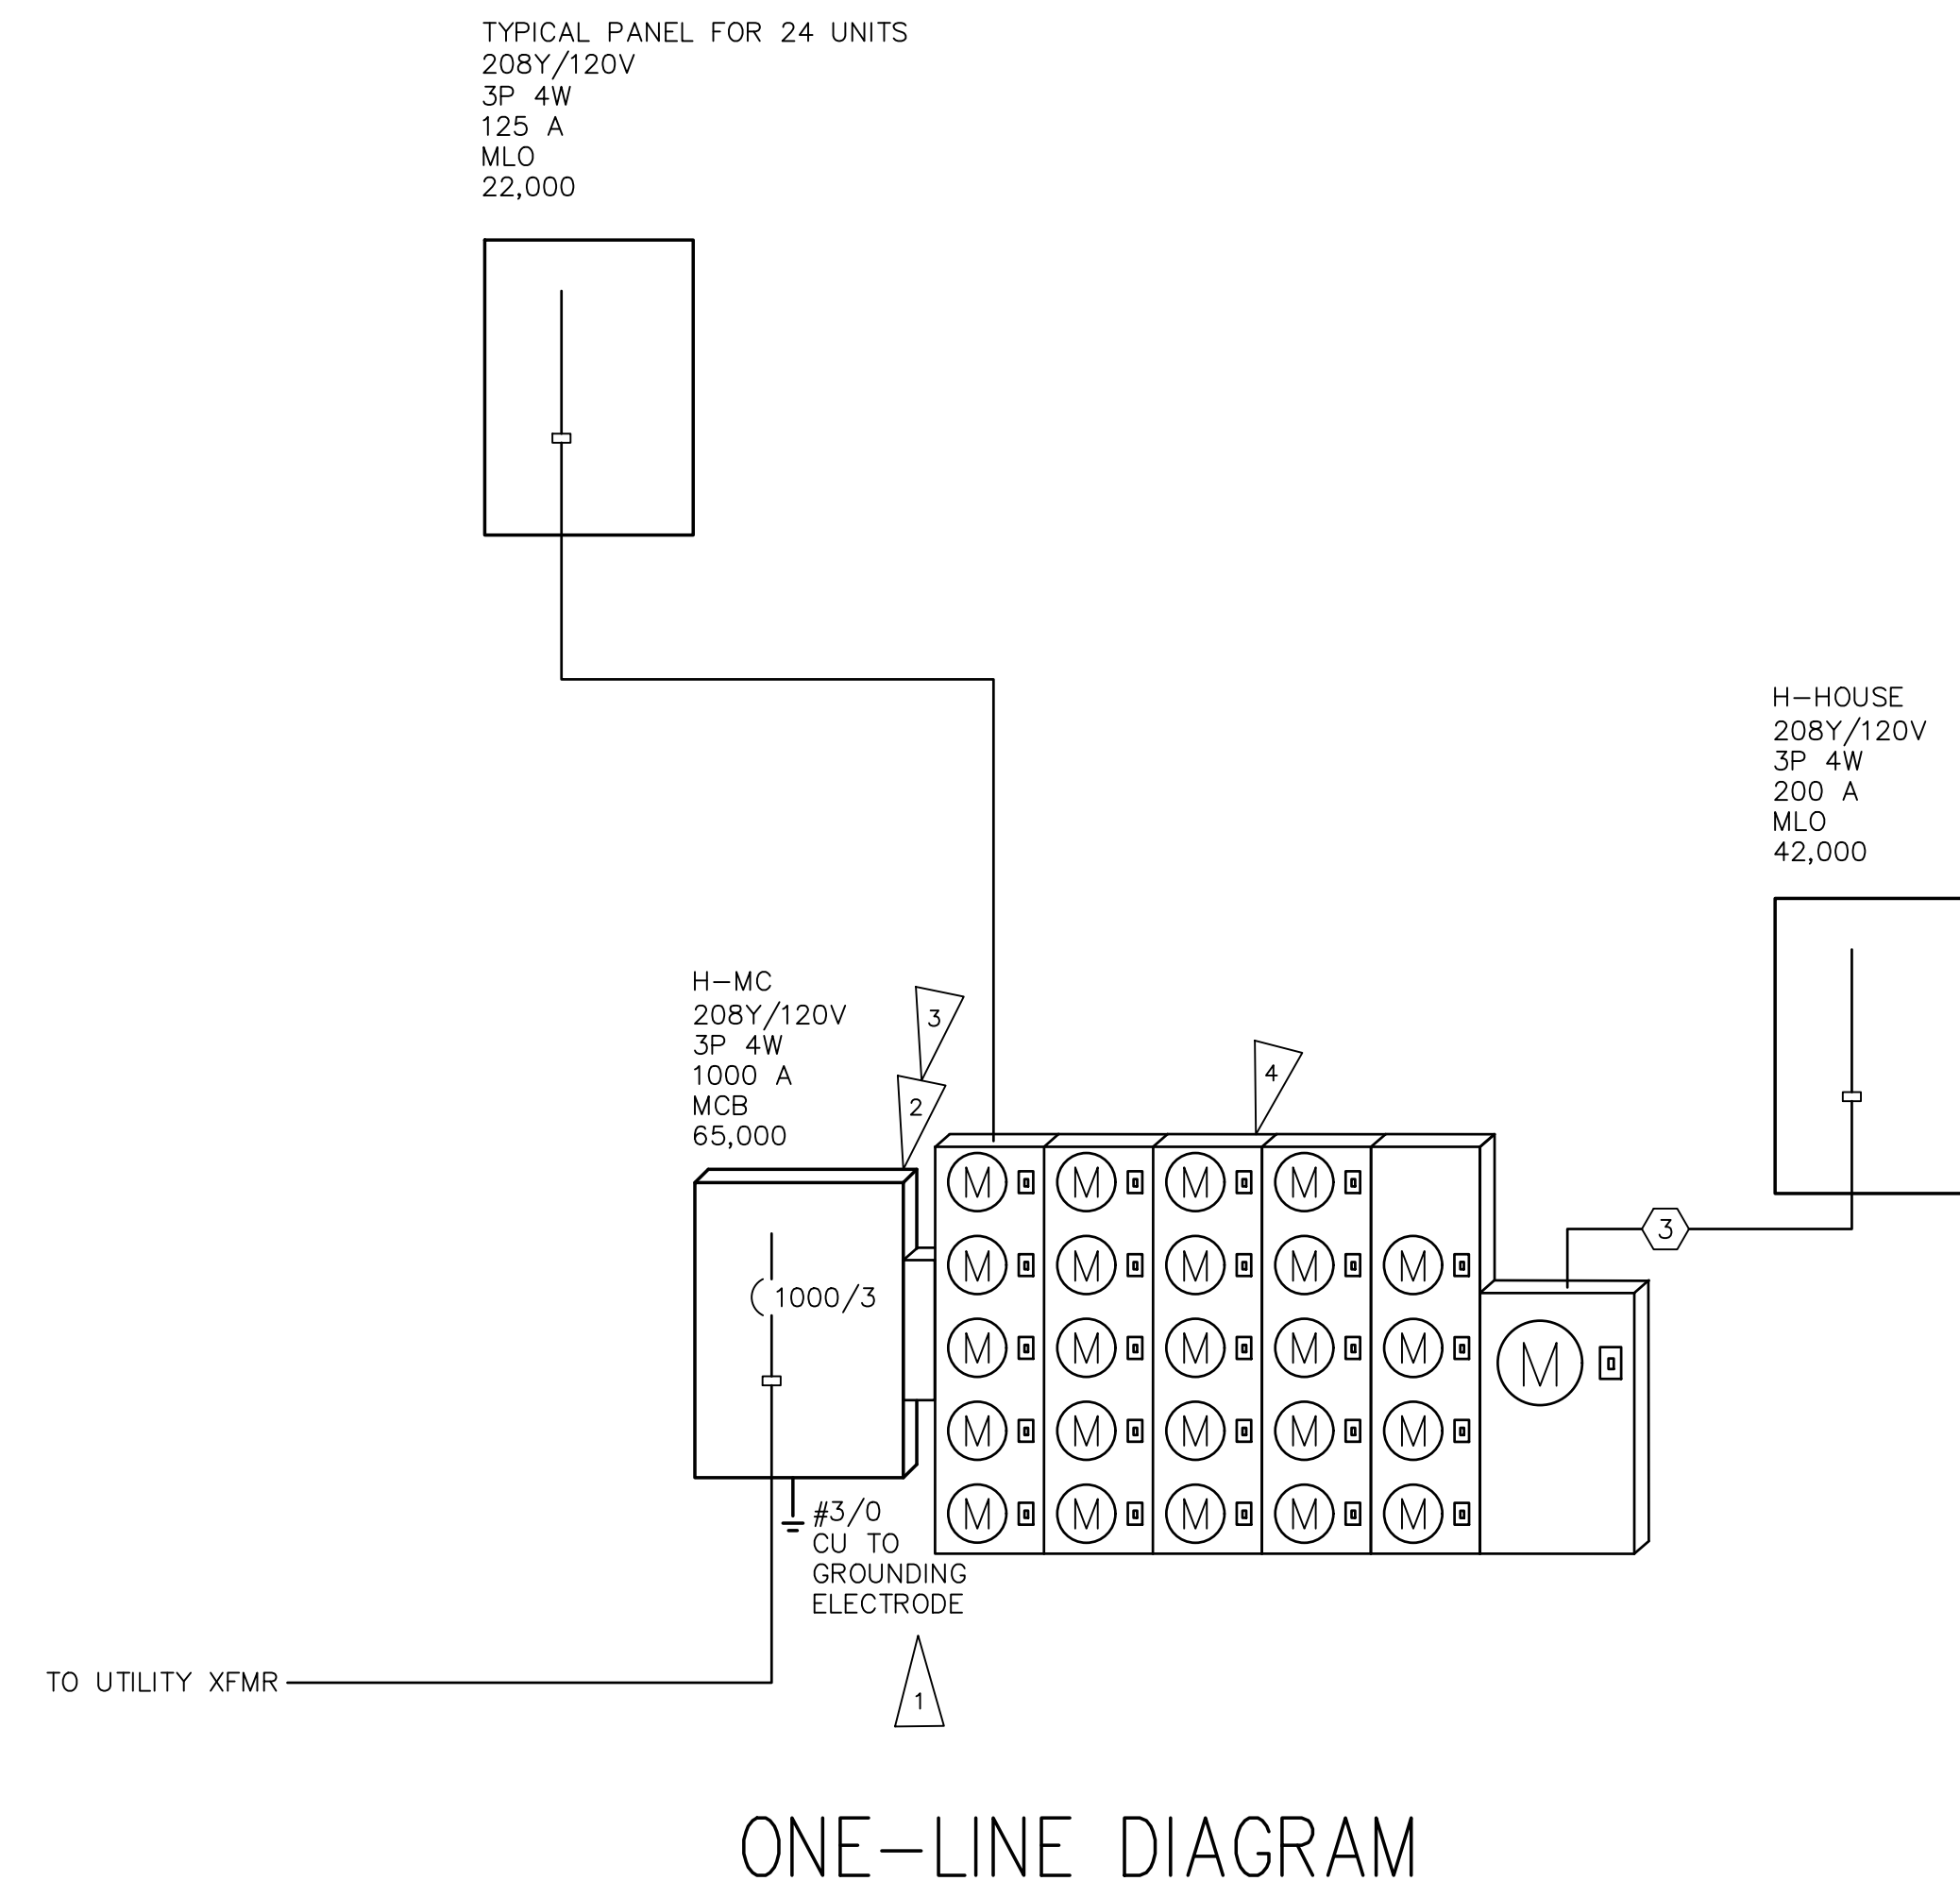 TYPICAL PANEL FOR 24 UNITS
208Y/120V
3P 4W
125 A
MLO
22,000
H-HOUSE
208Y/120V
3P 4W
200 A
MLO
42,000
H-MC
208Y/120V
3P 4W
1000 A
MCB
65,000
3
2
4
M M M M
1000/3
M M M M M
3
M M M M M
M
M M M M M
M M M M M
#3/0
CU TO
GROUNDING
ELECTRODE
TO UTILITY XFMR
1
ONE-LINE DIAGRAM